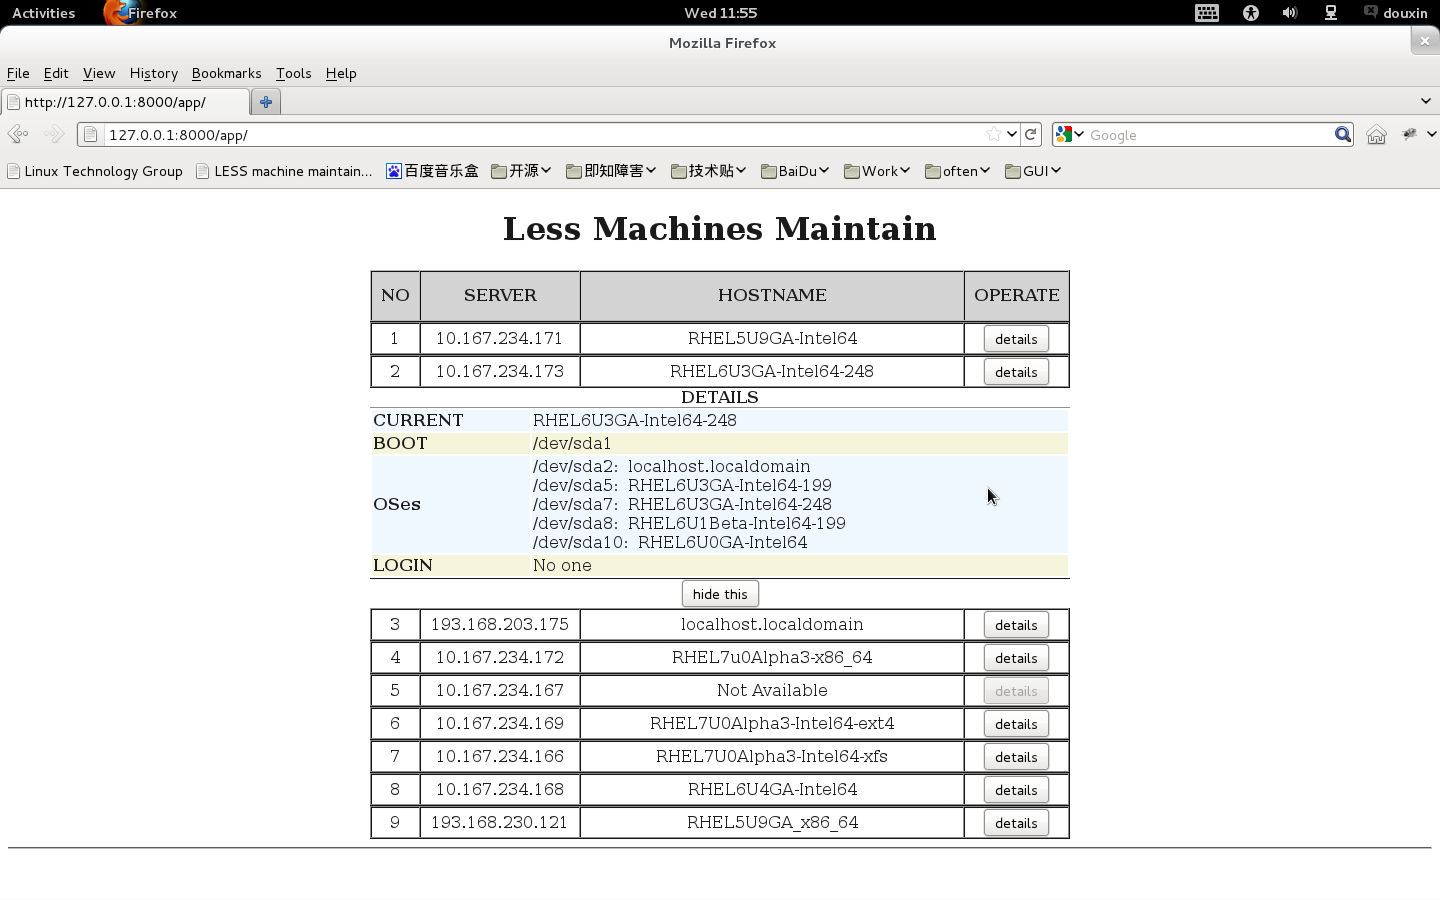 Activities Firefox Wed 11:55 douxin
Mozilla Firefox
File Edit View History Bookmarks Tools Help
http://127.0.0.1:8000/app/
127.0.0.1:8000/app/ Google
Linux Technology Group LESS machine maintain... 百度音乐盒 开源 即知障害 技术贴 BaiDu Work often GUI
Less Machines Maintain
NO SERVER HOSTNAME OPERATE
1 10.167.234.171 RHEL5U9GA-Intel64 details
2 10.167.234.173 RHEL6U3GA-Intel64-248 details
DETAILS
CURRENT RHEL6U3GA-Intel64-248
BOOT /dev/sda1
OSes
/dev/sda2: localhost.localdomain
/dev/sda5: RHEL6U3GA-Intel64-199
/dev/sda7: RHEL6U3GA-Intel64-248
/dev/sda8: RHEL6U1Beta-Intel64-199
/dev/sda10: RHEL6U0GA-Intel64
LOGIN No one
hide this
3 193.168.203.175 localhost.localdomain details
4 10.167.234.172 RHEL7u0Alpha3-x86_64 details
5 10.167.234.167 Not Available details
6 10.167.234.169 RHEL7U0Alpha3-Intel64-ext4 details
7 10.167.234.166 RHEL7U0Alpha3-Intel64-xfs details
8 10.167.234.168 RHEL6U4GA-Intel64 details
9 193.168.230.121 RHEL5U9GA_x86_64 details